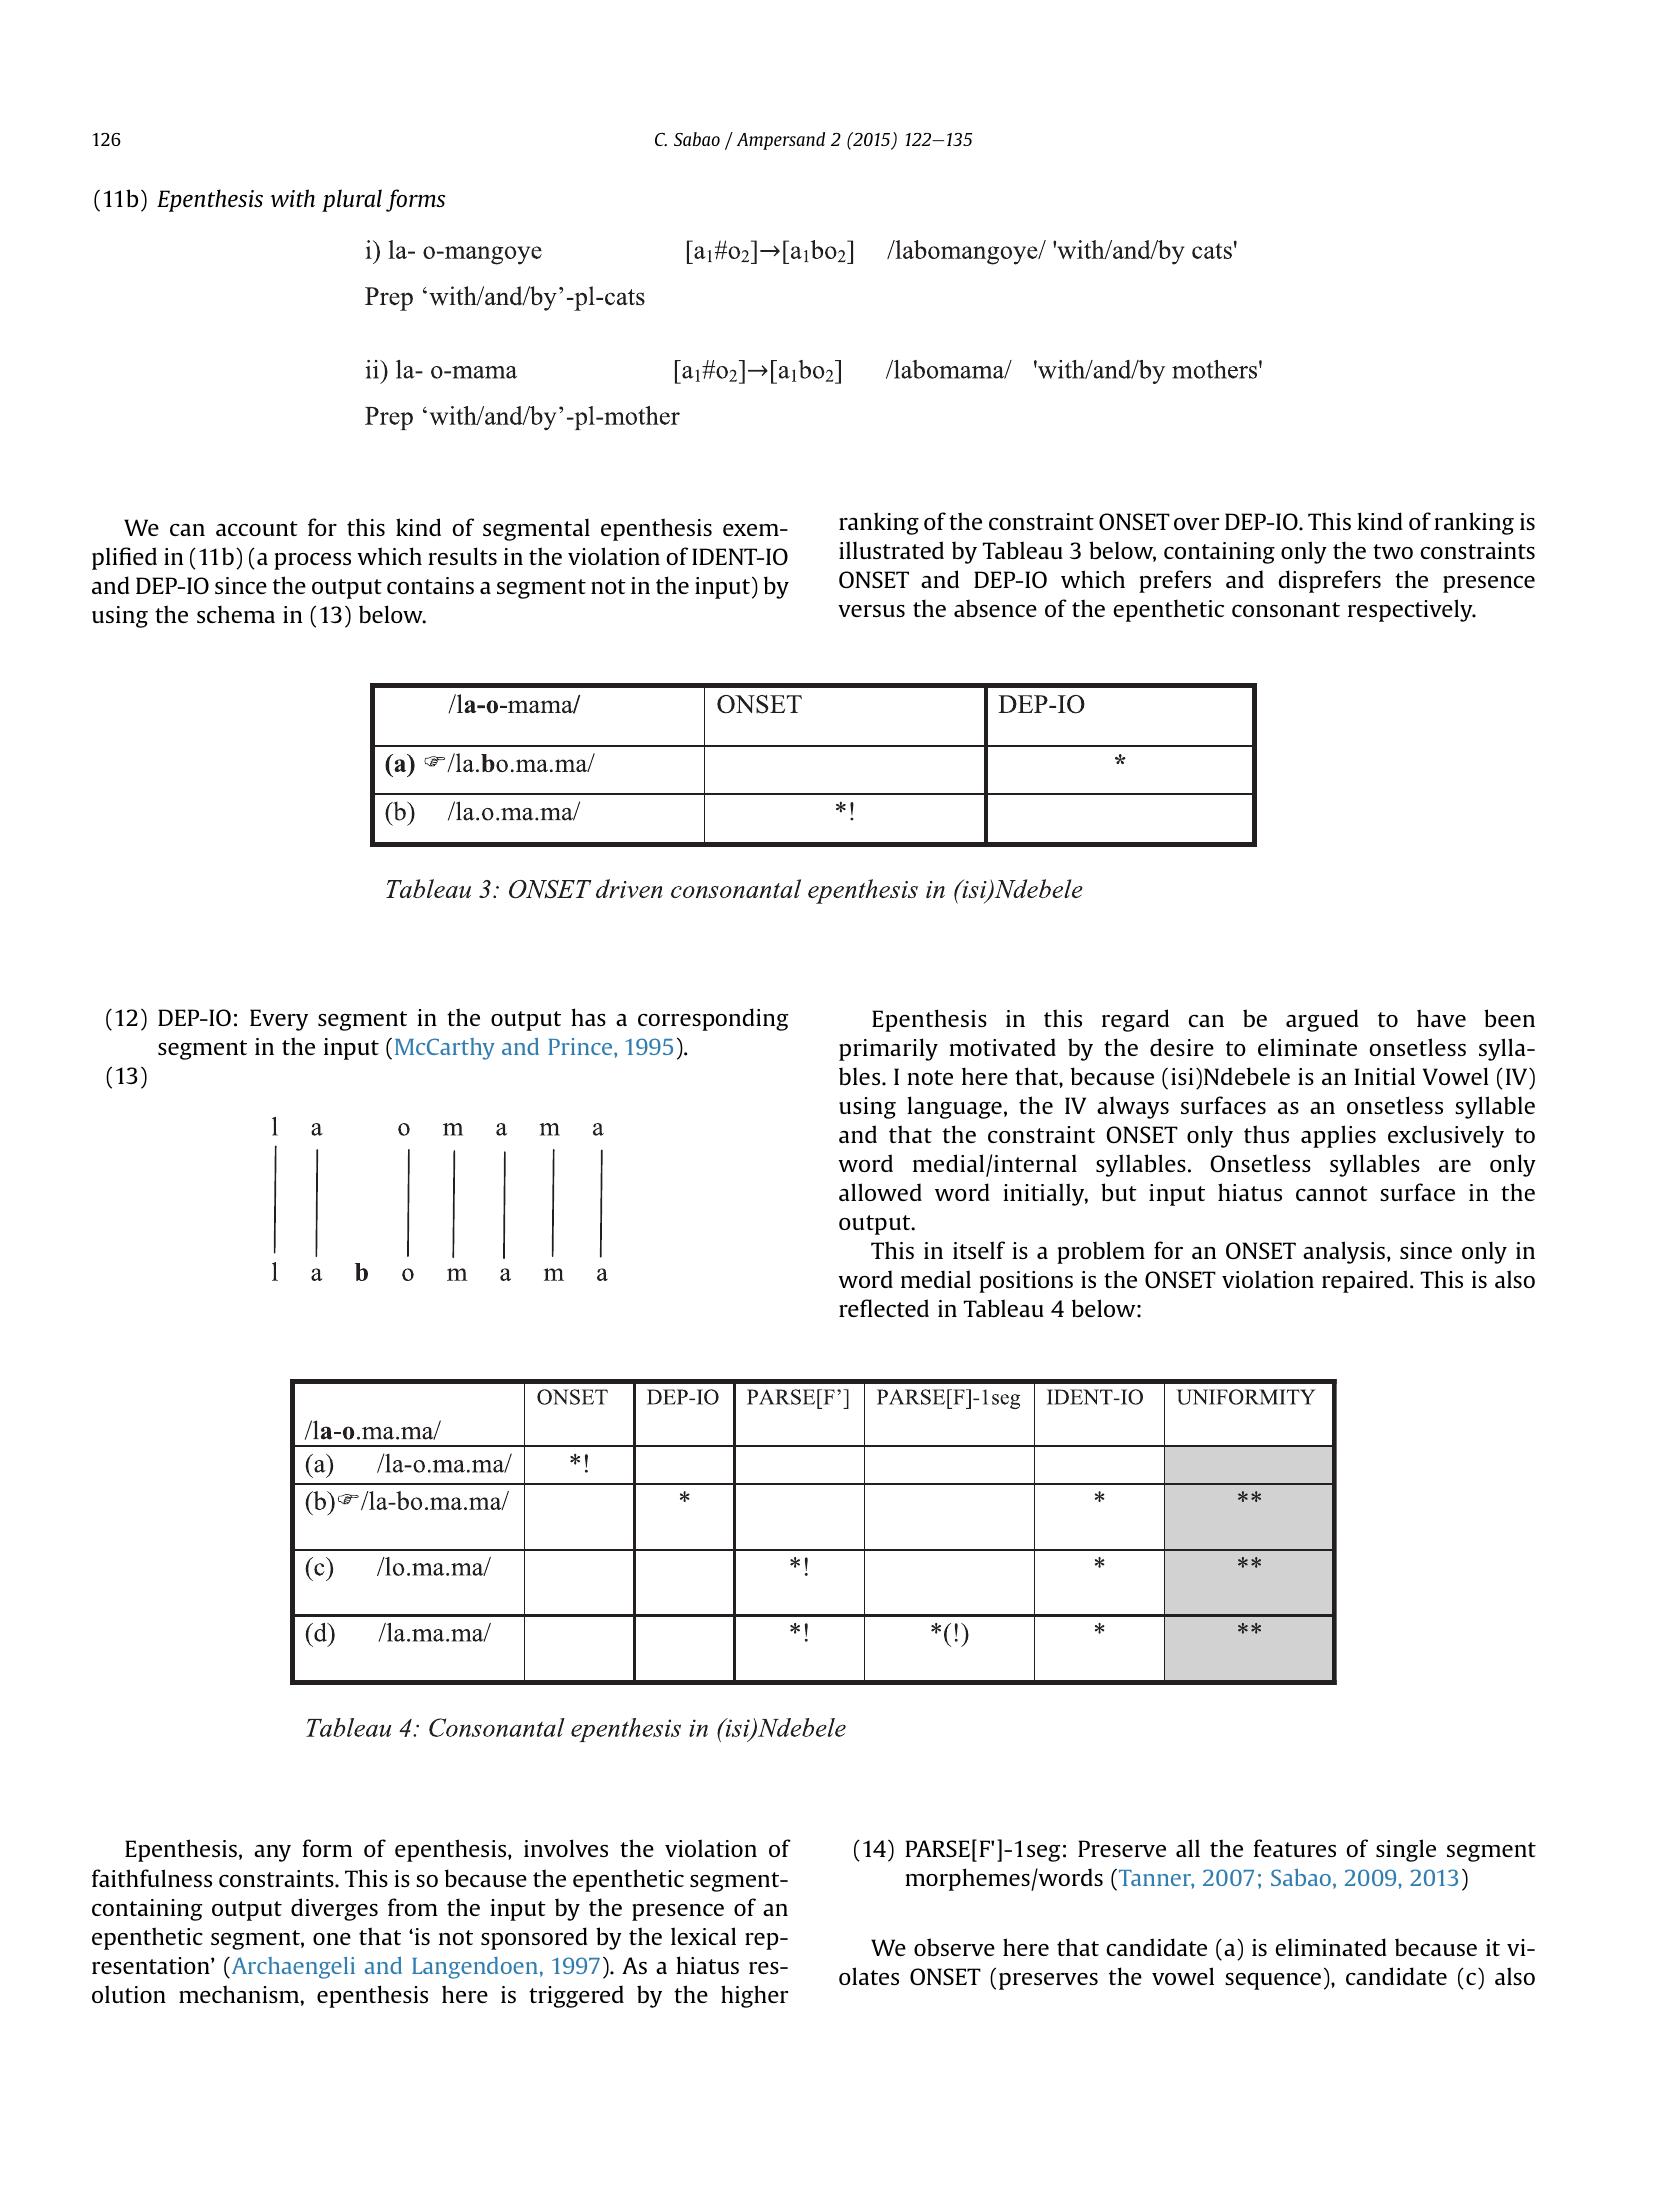 126
C. Sabao / Ampersand 2 (2015) 122–135
(11b) Epenthesis with plural forms
i) la- o-mangoye [a₁#o₂]→[a₁bo₂] /labomangoye/ 'with/and/by cats'
Prep ‘with/and/by’-pl-cats
ii) la- o-mama [a₁#o₂]→[a₁bo₂] /labomama/ 'with/and/by mothers'
Prep ‘with/and/by’-pl-mother
We can account for this kind of segmental epenthesis exem-
plified in (11b) (a process which results in the violation of IDENT-IO
and DEP-IO since the output contains a segment not in the input) by
using the schema in (13) below.
ranking of the constraint ONSET over DEP-IO. This kind of ranking is
illustrated by Tableau 3 below, containing only the two constraints
ONSET and DEP-IO which prefers and disprefers the presence
versus the absence of the epenthetic consonant respectively.
/la-o-mama/ ONSET DEP-IO
(a) ☞/la.bo.ma.ma/ *
(b) /la.o.ma.ma/ *!
Tableau 3: ONSET driven consonantal epenthesis in (isi)Ndebele
(12) DEP-IO: Every segment in the output has a corresponding
segment in the input (McCarthy and Prince, 1995).
(13)
l a o m a m a
l a b o m a m a
Epenthesis in this regard can be argued to have been
primarily motivated by the desire to eliminate onsetless sylla-
bles. I note here that, because (isi)Ndebele is an Initial Vowel (IV)
using language, the IV always surfaces as an onsetless syllable
and that the constraint ONSET only thus applies exclusively to
word medial/internal syllables. Onsetless syllables are only
allowed word initially, but input hiatus cannot surface in the
output.
This in itself is a problem for an ONSET analysis, since only in
word medial positions is the ONSET violation repaired. This is also
reflected in Tableau 4 below:
ONSET DEP-IO PARSE[F’] PARSE[F]-1seg IDENT-IO UNIFORMITY
/la-o.ma.ma/
(a) /la-o.ma.ma/ *!
(b)☞/la-bo.ma.ma/ * * **
(c) /lo.ma.ma/ *! * **
(d) /la.ma.ma/ *! *(!) * **
Tableau 4: Consonantal epenthesis in (isi)Ndebele
Epenthesis, any form of epenthesis, involves the violation of
faithfulness constraints. This is so because the epenthetic segment-
containing output diverges from the input by the presence of an
epenthetic segment, one that ‘is not sponsored by the lexical rep-
resentation’ (Archaengeli and Langendoen, 1997). As a hiatus res-
olution mechanism, epenthesis here is triggered by the higher
(14) PARSE[F']-1seg: Preserve all the features of single segment
morphemes/words (Tanner, 2007; Sabao, 2009, 2013)
We observe here that candidate (a) is eliminated because it vi-
olates ONSET (preserves the vowel sequence), candidate (c) also